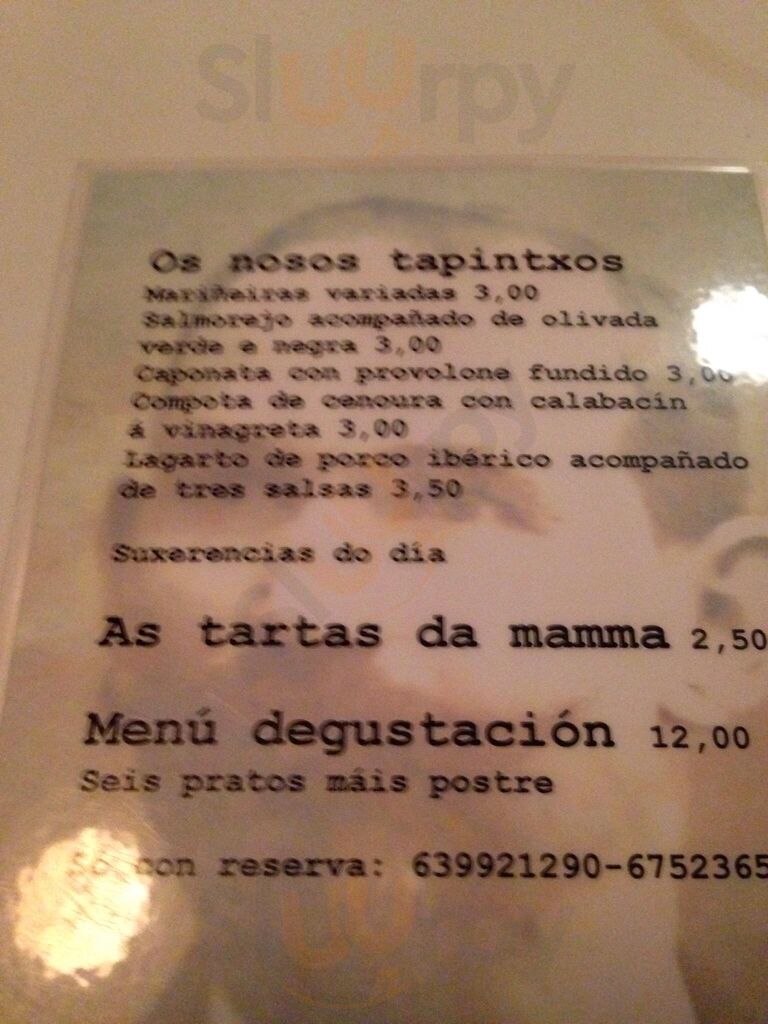 Sluurpy
Os nosos tapintxos
Mariñeiras variadas 3,00
Salmorejo acompañado de olivada
verde e negra 3,00
Caponata con provolone fundido 3,00
Compota de cenoura con calabacín
á vinagreta 3,00
Lagarto de porco ibérico acompañado
de tres salsas 3,50
Suxerencias do día
As tartas da mamma 2,50
Menú degustación 12,00
Seis pratos máis postre
Só con reserva: 639921290-6752365